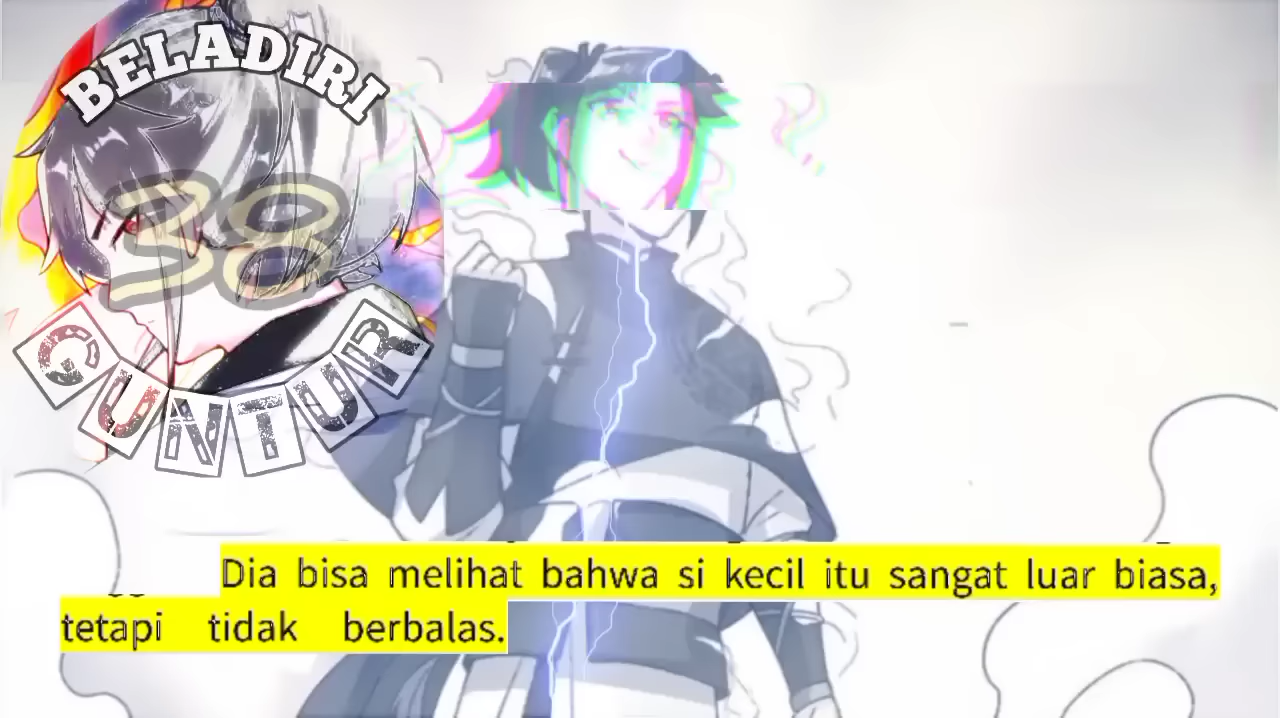 BELADIRI
38
GUNTUR
Dia bisa melihat bahwa si kecil itu sangat luar biasa,
tetapi tidak berbalas.